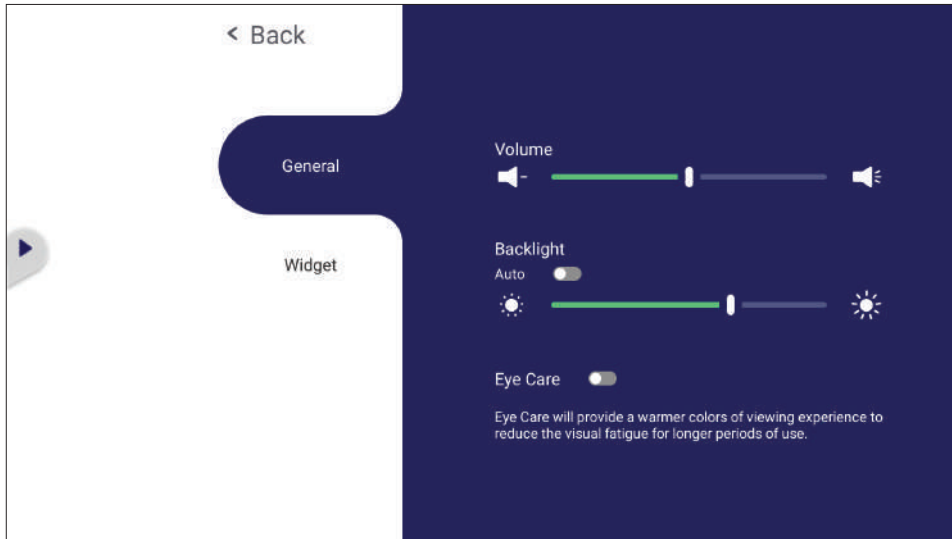 Back
General
Widget
Volume
Backlight
Auto
Eye Care
Eye Care will provide a warmer colors of viewing experience to
reduce the visual fatigue for longer periods of use.